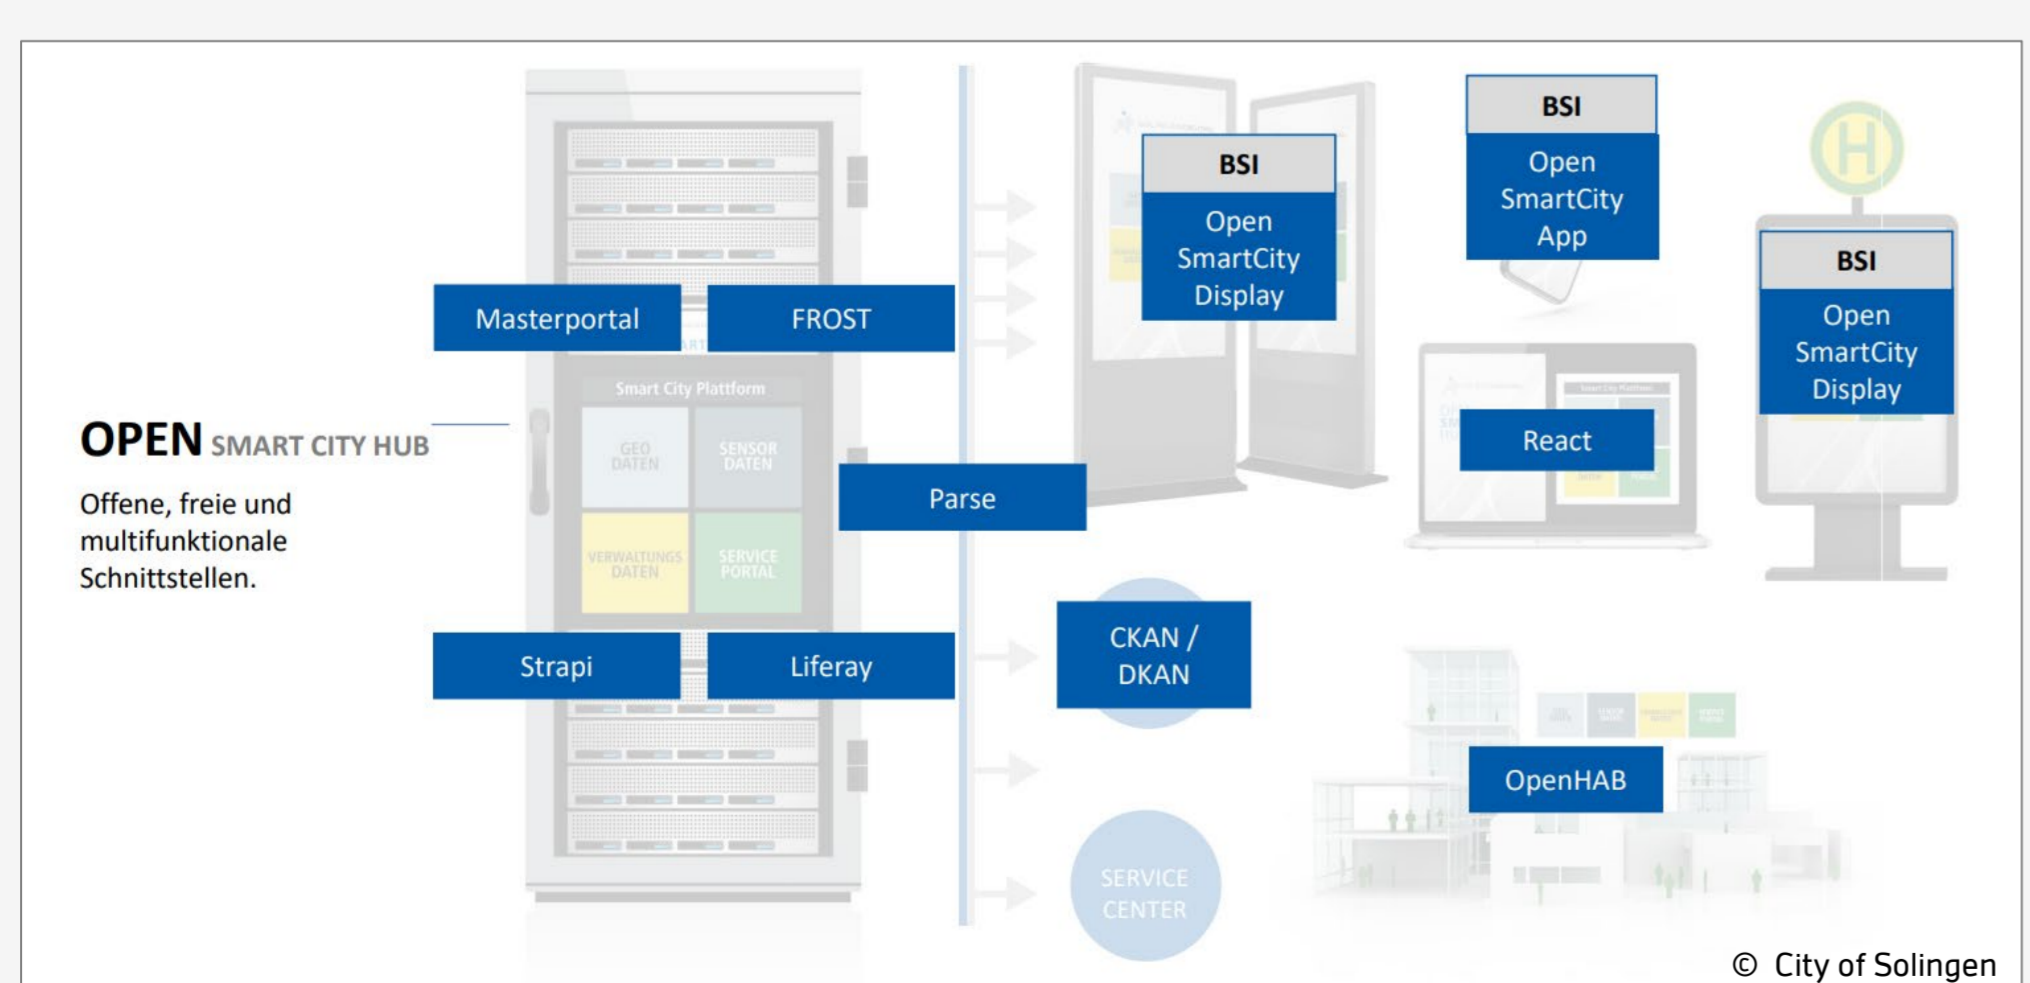 BSI
Open
SmartCity
Display
BSI
Open
SmartCity
App
BSI
Open
SmartCity
Display
Masterportal
FROST
Smart City Plattform
GEO
DATEN
SENSOR
DATEN
VERWALTUNGS
DATEN
SERVICE
PORTAL
OPEN SMART CITY HUB
Offene, freie und
multifunktionale
Schnittstellen.
Parse
React
Strapi
Liferay
CKAN /
DKAN
OpenHAB
SERVICE
CENTER
H
© City of Solingen